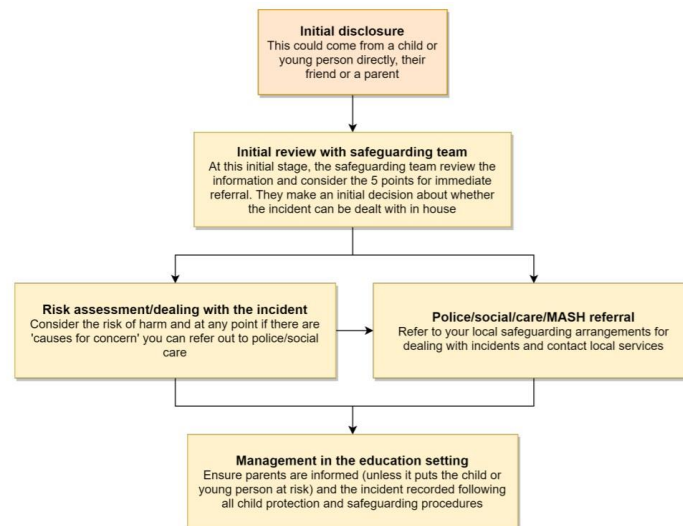 Initial disclosure
This could come from a child or
young person directly, their
friend or a parent
Initial review with safeguarding team
At this initial stage, the safeguarding team review the
information and consider the 5 points for immediate
referral. They make an initial decision about whether
the incident can be dealt with in house
Risk assessment/dealing with the incident
Consider the risk of harm and at any point if there are
'causes for concern' you can refer out to police/social
care
Police/social/care/MASH referral
Refer to your local safeguarding arrangements for
dealing with incidents and contact local services
Management in the education setting
Ensure parents are informed (unless it puts the child or
young person at risk) and the incident recorded following
all child protection and safeguarding procedures